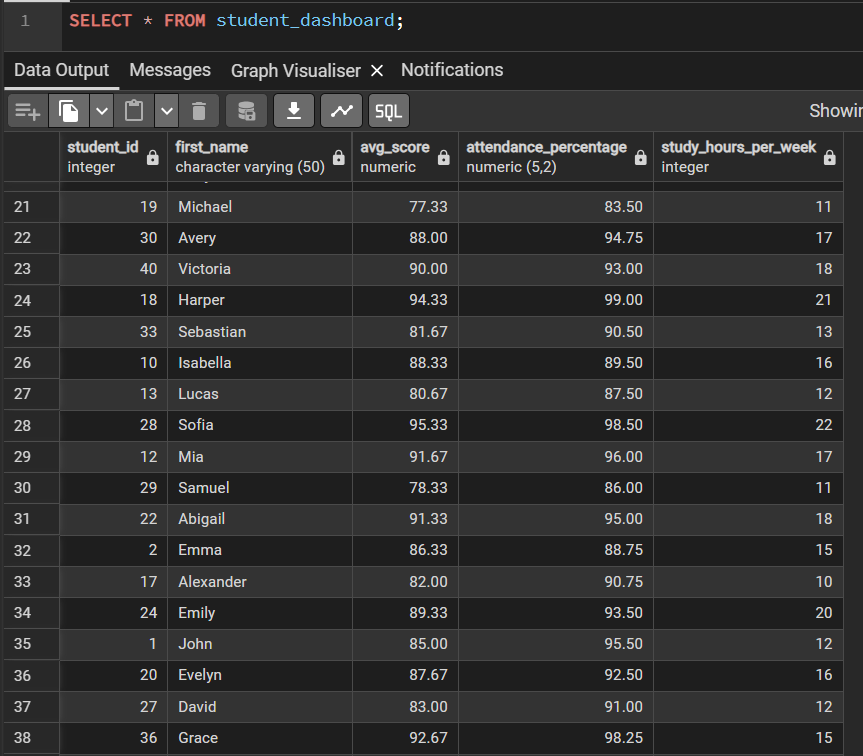 1 SELECT * FROM student_dashboard;
Data Output Messages Graph Visualiser Notifications
SQL
student_id first_name avg_score attendance_percentage study_hours_per_week
integer character varying (50) numeric numeric (5,2) integer
21 19 Michael 77.33 83.50 11
22 30 Avery 88.00 94.75 17
23 40 Victoria 90.00 93.00 18
24 18 Harper 94.33 99.00 21
25 33 Sebastian 81.67 90.50 13
26 10 Isabella 88.33 89.50 16
27 13 Lucas 80.67 87.50 12
28 28 Sofia 95.33 98.50 22
29 12 Mia 91.67 96.00 17
30 29 Samuel 78.33 86.00 11
31 22 Abigail 91.33 95.00 18
32 2 Emma 86.33 88.75 15
33 17 Alexander 82.00 90.75 10
34 24 Emily 89.33 93.50 20
35 1 John 85.00 95.50 12
36 20 Evelyn 87.67 92.50 16
37 27 David 83.00 91.00 12
38 36 Grace 92.67 98.25 15